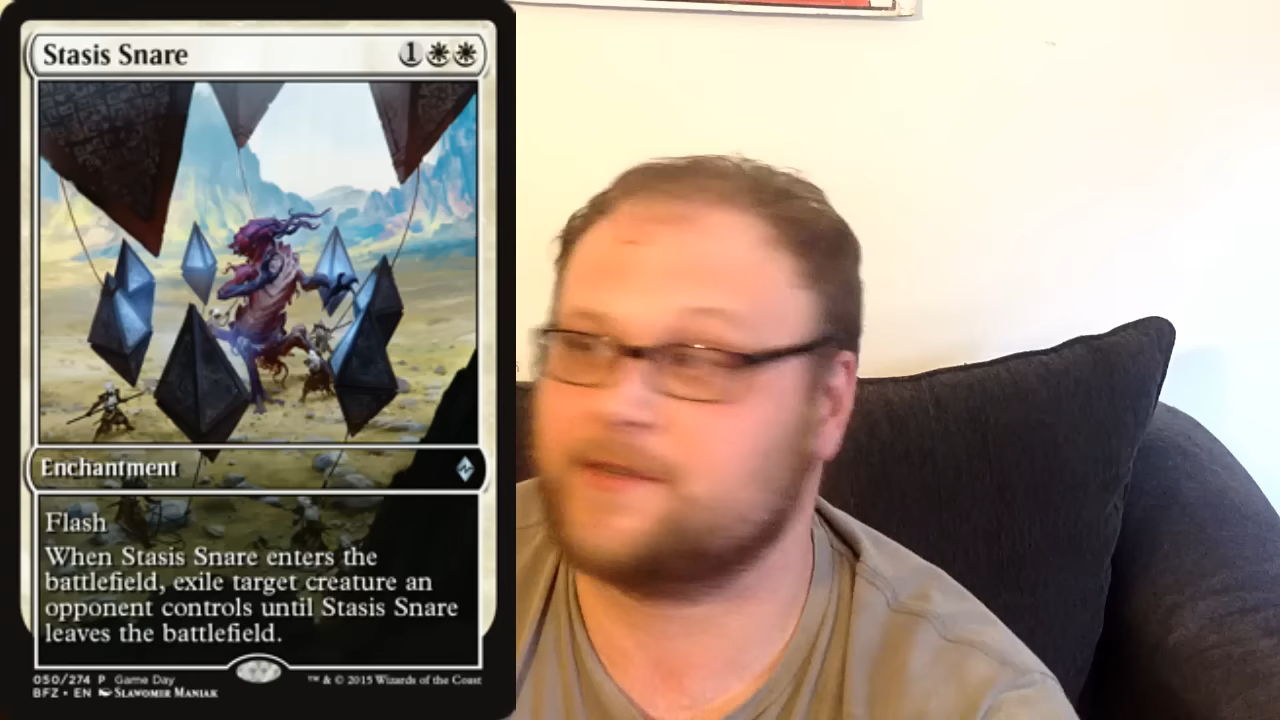 Stasis Snare 1
Enchantment
Flash
When Stasis Snare enters the
battlefield, exile target creature an
opponent controls until Stasis Snare
leaves the battlefield.
050/274 P Game Day
BFZ • EN Slawomir Maniak
™ & © 2015 Wizards of the Coast